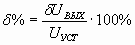 δ% = δU_ВЫХ / U_УСТ · 100%